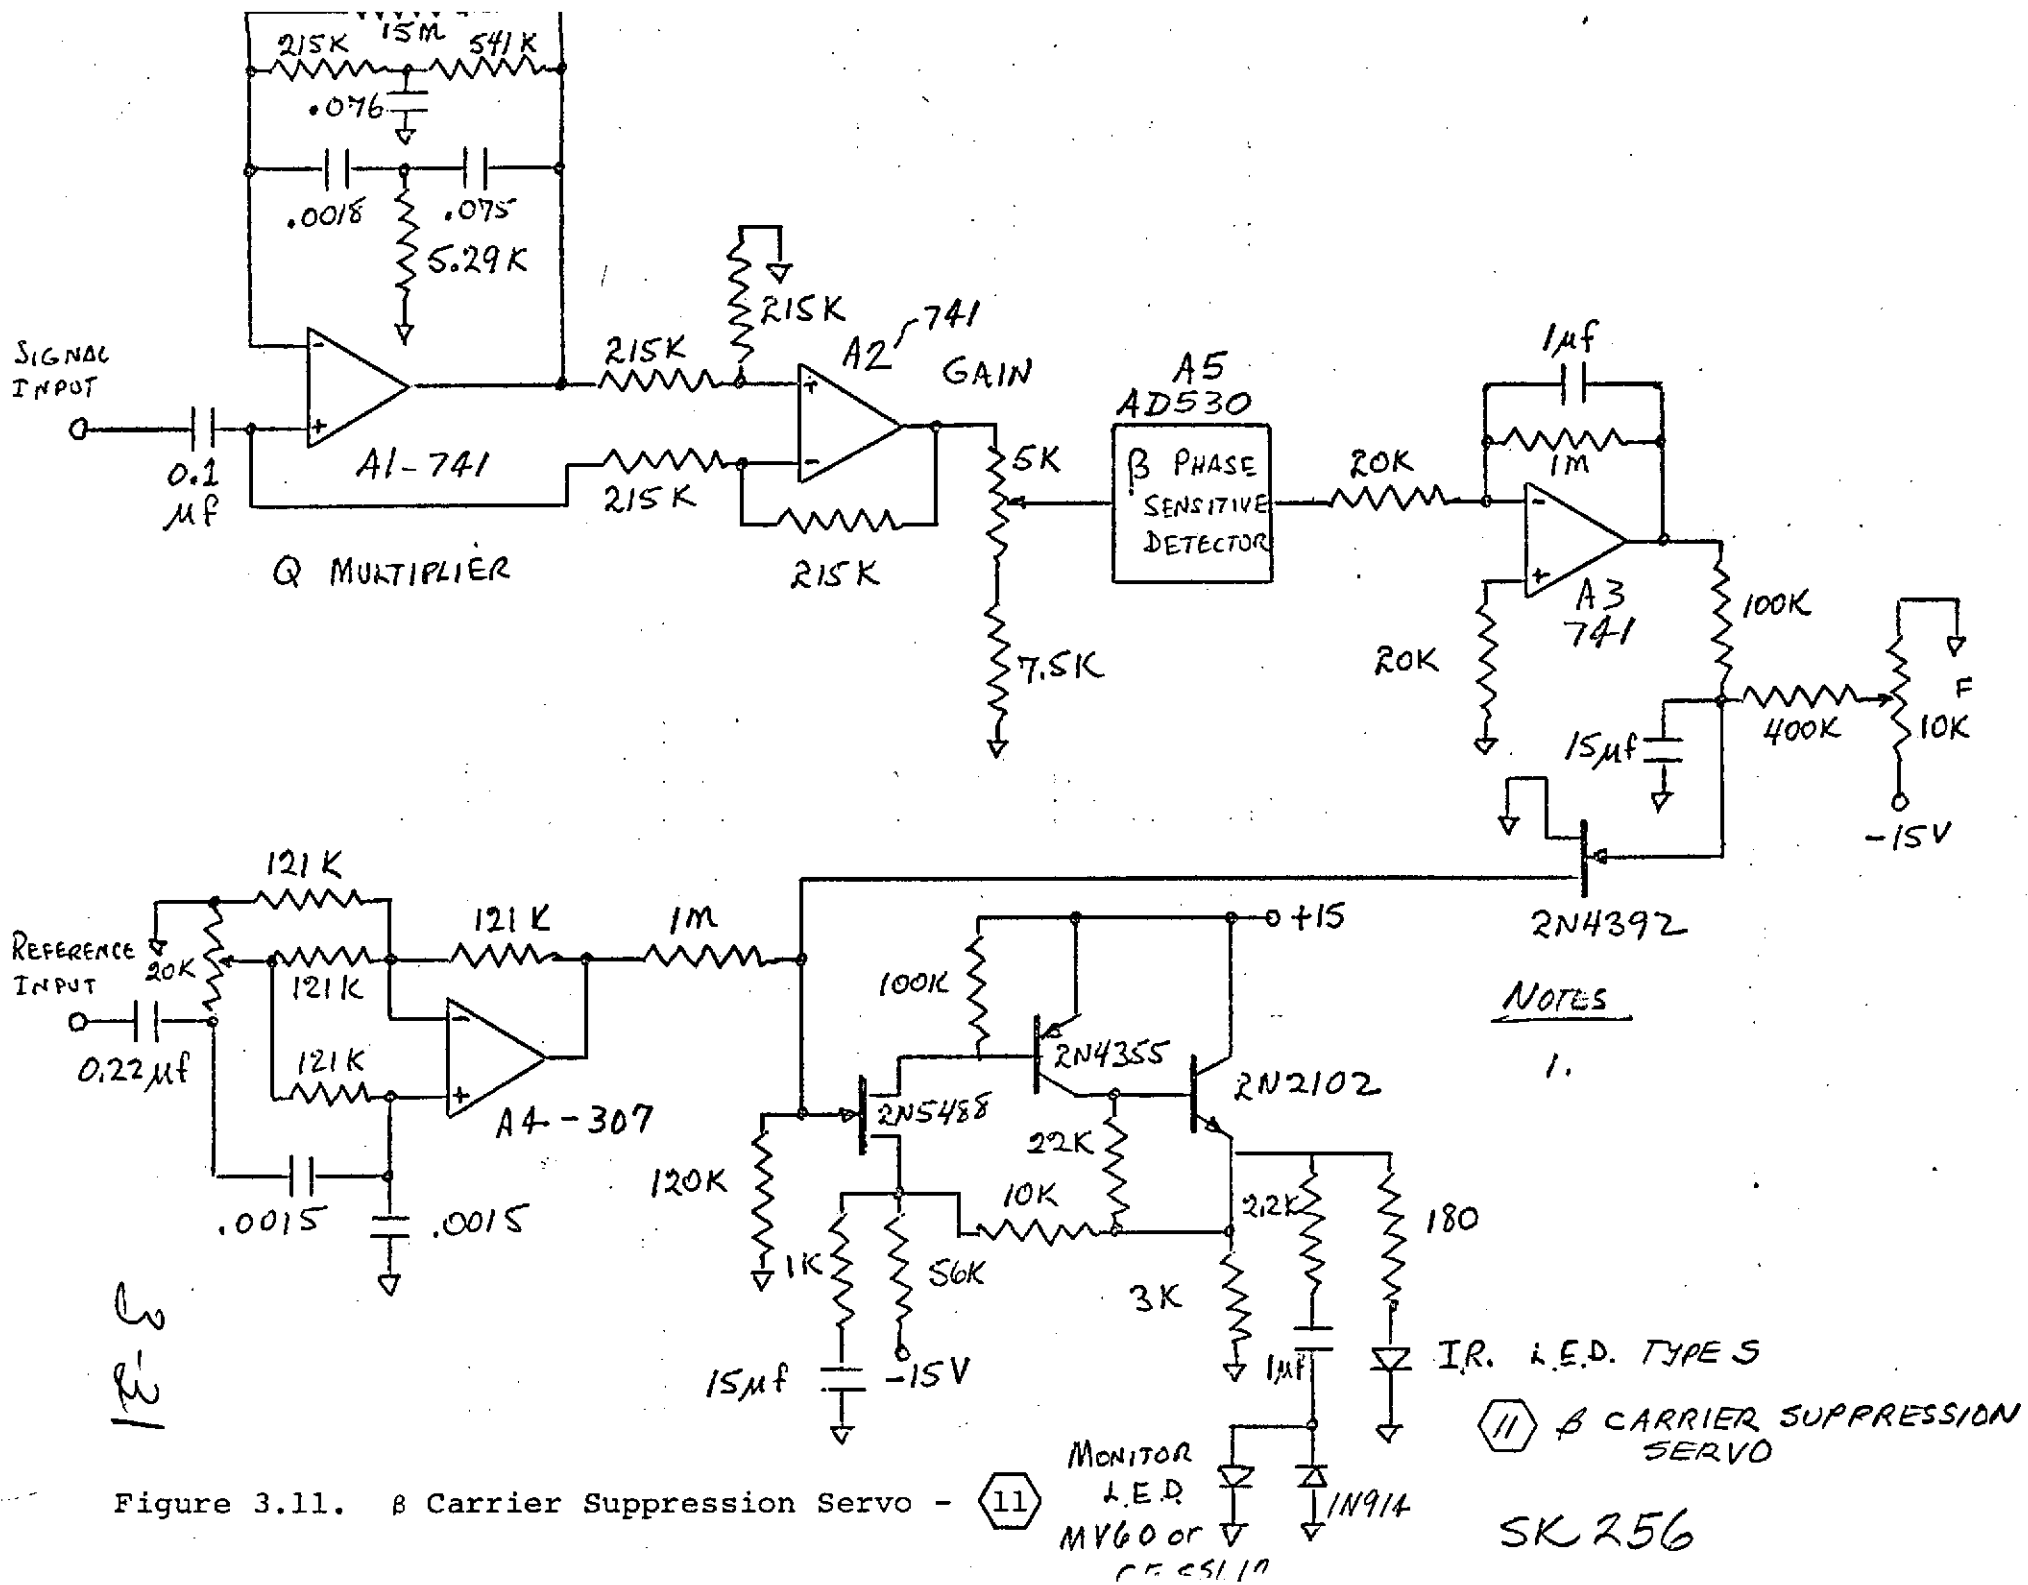 15M
215K
541K
.076
.0018
.075
5.29K
SIGNAL
INPUT
0.1
μf
A1-741
-
+
Q MULTIPLIER
215K
215K
215K
215K
A2
741
+
-
GAIN
5K
7.5K
A5
AD530
β PHASE
SENSITIVE
DETECTOR
20K
1μf
1M
-
+
A3
741
20K
100K
400K
F
10K
15μf
-15V
2N4392
REFERENCE
INPUT
0.22μf
20K
121K
121K
121K
121K
-
+
A4-307
.0015
.0015
1M
+15
100K
2N4355
2N2102
2N5488
22K
120K
10K
1K
56K
2.2K
180
3K
15μf
-15V
1μf
NOTES
1.
I.R. L.E.D. TYPE S
11 β CARRIER SUPPRESSION
SERVO
MONITOR
L.E.D.
MV60 or
1N914
SK 256
3-21
Figure 3.11. β Carrier Suppression Servo - 11